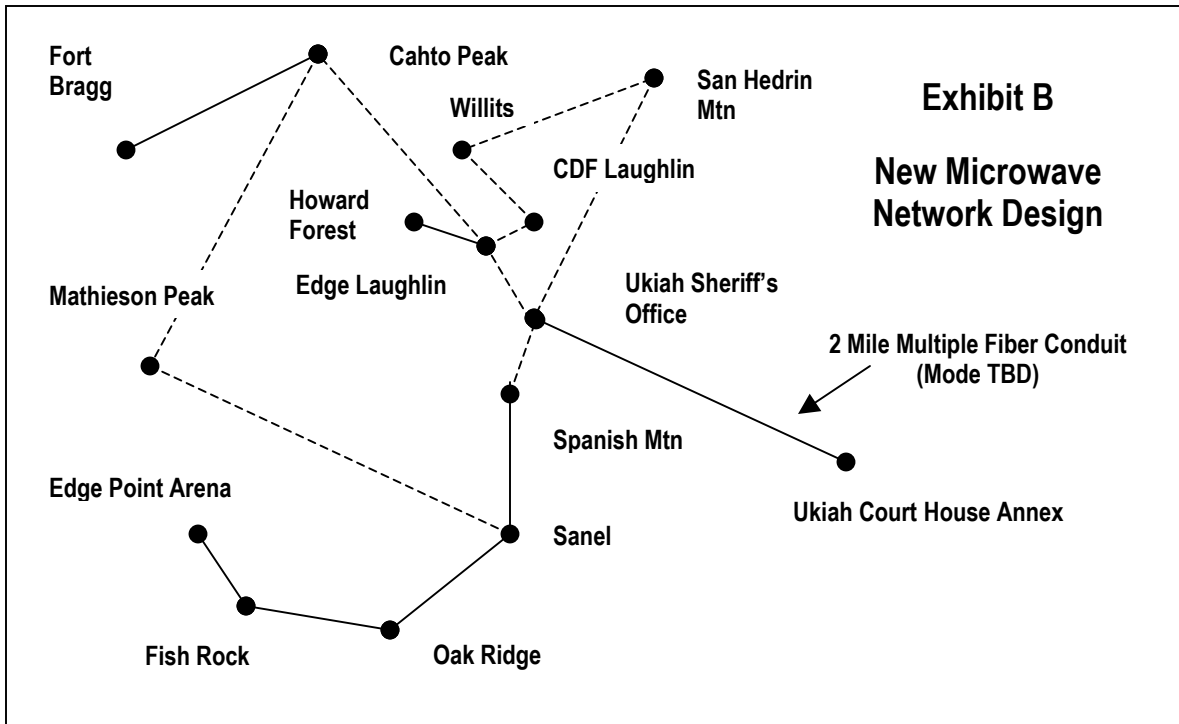 Fort
Bragg
Cahto Peak
San Hedrin
Mtn
Exhibit B
Willits
CDF Laughlin
New Microwave
Network Design
Howard
Forest
Edge Laughlin
Ukiah Sheriff’s
Office
Mathieson Peak
2 Mile Multiple Fiber Conduit
(Mode TBD)
Spanish Mtn
Edge Point Arena
Ukiah Court House Annex
Sanel
Fish Rock
Oak Ridge